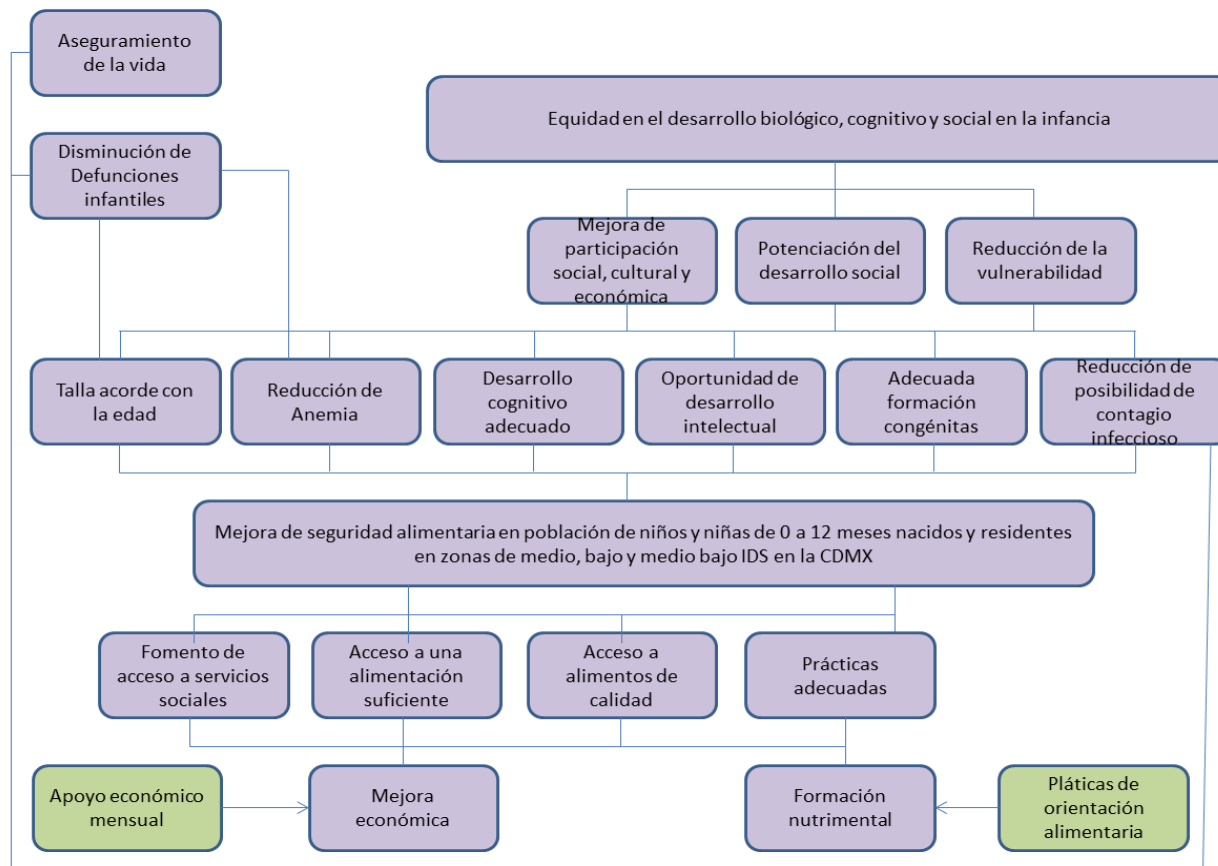 Aseguramiento
de la vida
Equidad en el desarrollo biológico, cognitivo y social en la infancia
Disminución de
Defunciones
infantiles
Mejora de
participación
social, cultural y
económica
Potenciación del
desarrollo social
Reducción de la
vulnerabilidad
Talla acorde con
la edad
Reducción de
Anemia
Desarrollo
cognitivo
adecuado
Oportunidad de
desarrollo
intelectual
Adecuada
formación
congénitas
Reducción de
posibilidad de
contagio
infeccioso
Mejora de seguridad alimentaria en población de niños y niñas de 0 a 12 meses nacidos y residentes
en zonas de medio, bajo y medio bajo IDS en la CDMX
Fomento de
acceso a servicios
sociales
Acceso a una
alimentación
suficiente
Acceso a
alimentos de
calidad
Prácticas
adecuadas
Apoyo económico
mensual
Mejora
económica
Formación
nutrimental
Pláticas de
orientación
alimentaria